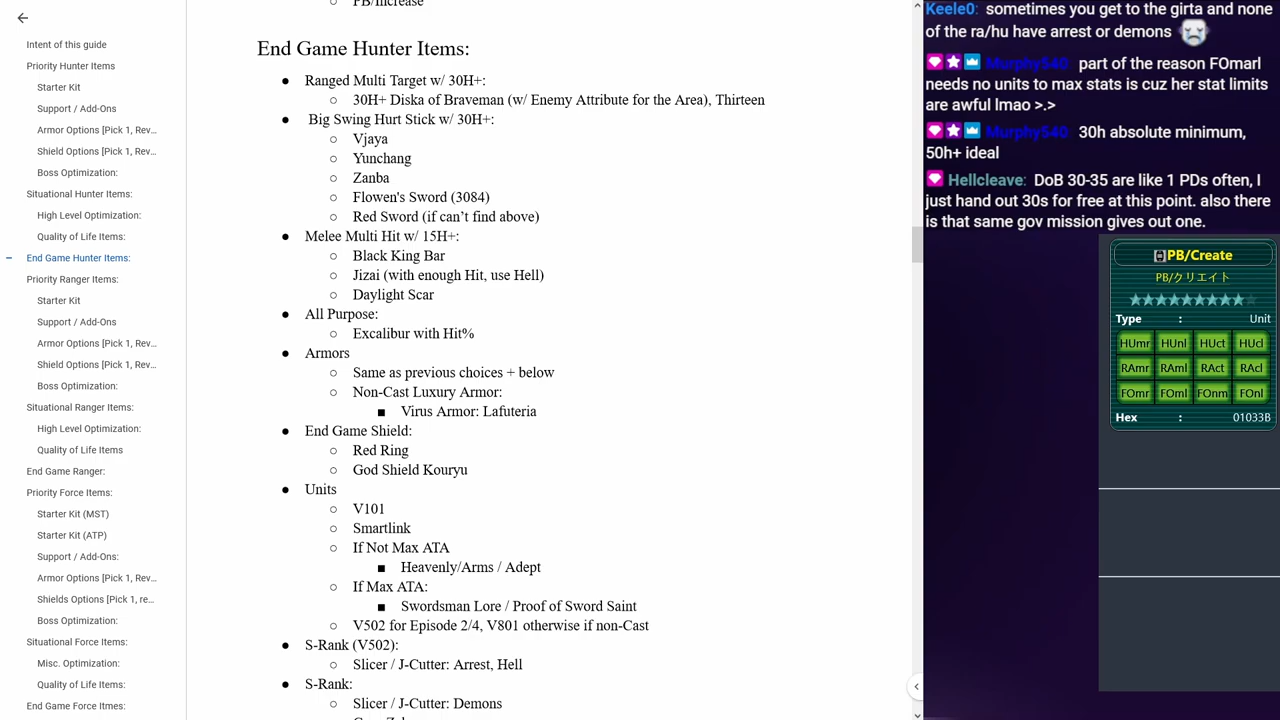 Intent of this guide
Priority Hunter Items
Starter Kit
Support / Add-Ons
Armor Options [Pick 1, Rev...
Shield Options [Pick 1, Rev...
Boss Optimization:
Situational Hunter Items:
High Level Optimization:
Quality of Life Items:
End Game Hunter Items:
Priority Ranger Items:
Starter Kit
Support / Add-Ons
Armor Options [Pick 1, Rev...
Shield Options [Pick 1, Rev...
Boss Optimization:
Situational Ranger Items:
High Level Optimization:
Quality of Life Items
End Game Ranger:
Priority Force Items:
Starter Kit (MST)
Starter Kit (ATP)
Support / Add-Ons:
Armor Options [Pick 1, Rev...
Shields Options [Pick 1, re...
Boss Optimization:
Situational Force Items:
Misc. Optimization:
Quality of Life Items:
End Game Force Itmes:
PB/Increase
End Game Hunter Items:
Ranged Multi Target w/ 30H+:
30H+ Diska of Braveman (w/ Enemy Attribute for the Area), Thirteen
Big Swing Hurt Stick w/ 30H+:
Vjaya
Yunchang
Zanba
Flowen's Sword (3084)
Red Sword (if can't find above)
Melee Multi Hit w/ 15H+:
Black King Bar
Jizai (with enough Hit, use Hell)
Daylight Scar
All Purpose:
Excalibur with Hit%
Armors
Same as previous choices + below
Non-Cast Luxury Armor:
Virus Armor: Lafuteria
End Game Shield:
Red Ring
God Shield Kouryu
Units
V101
Smartlink
If Not Max ATA
Heavenly/Arms / Adept
If Max ATA:
Swordsman Lore / Proof of Sword Saint
V502 for Episode 2/4, V801 otherwise if non-Cast
S-Rank (V502):
Slicer / J-Cutter: Arrest, Hell
S-Rank:
Slicer / J-Cutter: Demons
Keele0: sometimes you get to the girta and none
of the ra/hu have arrest or demons
Murphy540: part of the reason FOmarl
needs no units to max stats is cuz her stat limits
are awful lmao >.>
Murphy540: 30h absolute minimum,
50h+ ideal
Hellcleave: DoB 30-35 are like 1 PDs often, I
just hand out 30s for free at this point. also there
is that same gov mission gives out one.
PB/Create
PB/クリエイト
Type : Unit
HUmr HUnl HUct HUcl
RAmr RAml RAct RAcl
FOmr FOml FOnm FOnl
Hex : 01033B